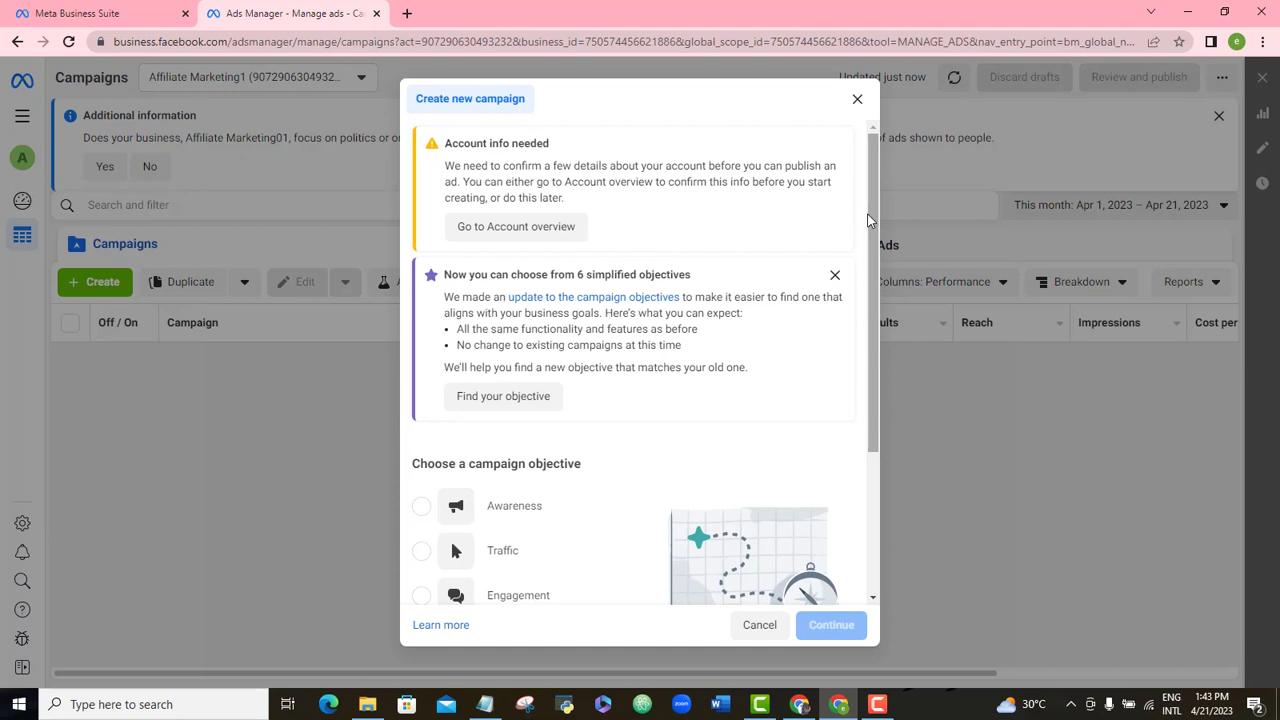 Meta Business Suite
Ads Manager - Manage ads - Ca
business.facebook.com/adsmanager/manage/campaigns?act=907290609493232&business_id=750574456621886&global_scope_id=750574456621886&tool=MANAGE_ADS&nav_entry_point=bm_global_n...
e
Campaigns
Affiliate Marketing1 (9072906304932...
Updated just now
Discard drafts
Review and publish
Additional information
Does your business, Affiliate Marketing01, focus on politics or
of ads shown to people.
Yes
No
A
Search and filter
This month: Apr 1, 2023 – Apr 21, 2023
Campaigns
Ads
Create
Duplicate
Edit
Columns: Performance
Breakdown
Reports
Off / On
Campaign
Reach
Impressions
Cost per
Create new campaign
Account info needed
We need to confirm a few details about your account before you can publish an
ad. You can either go to Account overview to confirm this info before you start
creating, or do this later.
Go to Account overview
Now you can choose from 6 simplified objectives
We made an update to the campaign objectives to make it easier to find one that
aligns with your business goals. Here's what you can expect:
• All the same functionality and features as before
• No change to existing campaigns at this time
We'll help you find a new objective that matches your old one.
Find your objective
Choose a campaign objective
Awareness
Traffic
Engagement
Learn more
Cancel
Continue
Type here to search
zoom
30°C
ENG
INTL
1:43 PM
4/21/2023
2